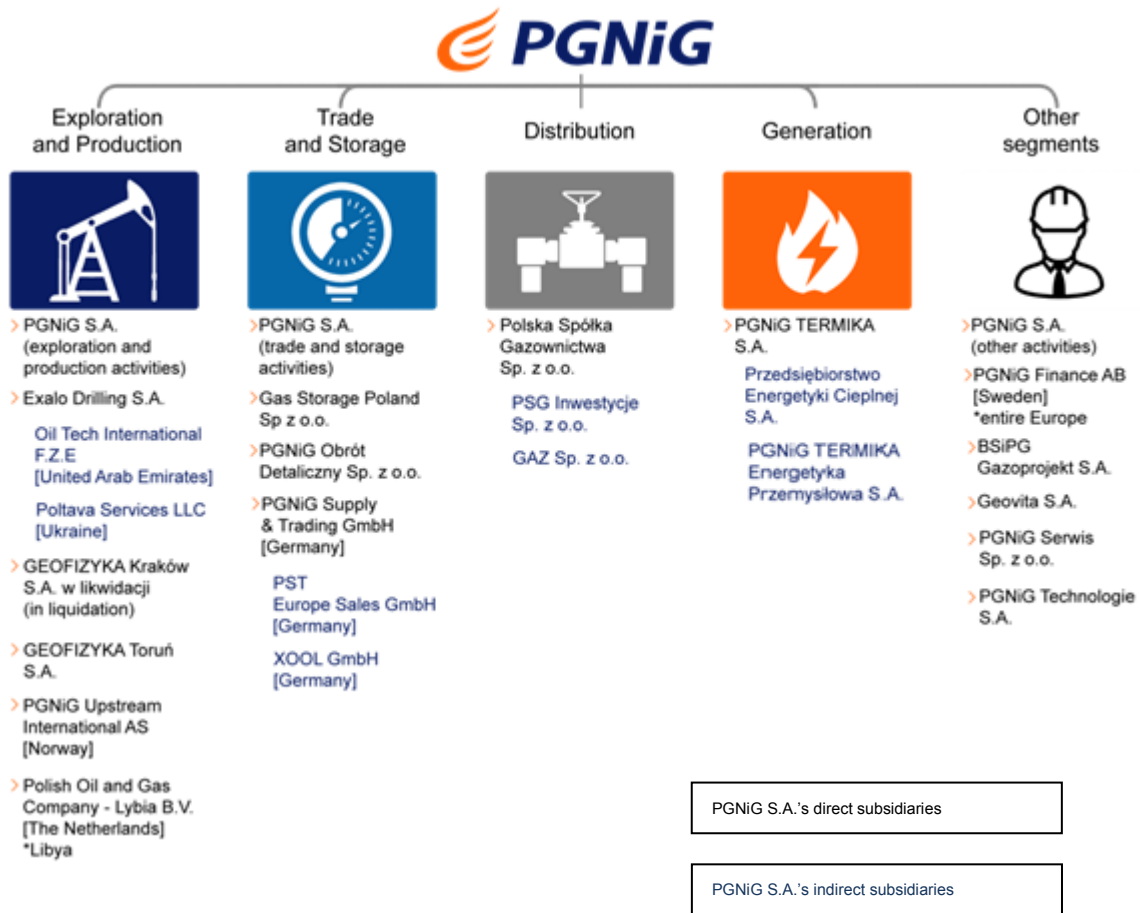 PGNiG
Exploration
and Production
Trade
and Storage
Distribution
Generation
Other
segments
PGNiG S.A.
(exploration and
production activities)
Exalo Drilling S.A.
Oil Tech International
F.Z.E
[United Arab Emirates]
Poltava Services LLC
[Ukraine]
GEOFIZYKA Kraków
S.A. w likwidacji
(in liquidation)
GEOFIZYKA Toruń
S.A.
PGNiG Upstream
International AS
[Norway]
Polish Oil and Gas
Company - Lybia B.V.
[The Netherlands]
*Libya
PGNiG S.A.
(trade and storage
activities)
Gas Storage Poland
Sp z o.o.
PGNiG Obrót
Detaliczny Sp. z o.o.
PGNiG Supply
& Trading GmbH
[Germany]
PST
Europe Sales GmbH
[Germany]
XOOL GmbH
[Germany]
Polska Spółka
Gazownictwa
Sp. z o.o.
PSG Inwestycje
Sp. z o.o.
GAZ Sp. z o.o.
PGNiG TERMIKA
S.A.
Przedsiębiorstwo
Energetyki Cieplnej
S.A.
PGNiG TERMIKA
Energetyka
Przemysłowa S.A.
PGNiG S.A.
(other activities)
PGNiG Finance AB
[Sweden]
*entire Europe
BSiPG
Gazoprojekt S.A.
Geovita S.A.
PGNiG Serwis
Sp. z o.o.
PGNiG Technologie
S.A.
PGNiG S.A.'s direct subsidiaries
PGNiG S.A.'s indirect subsidiaries